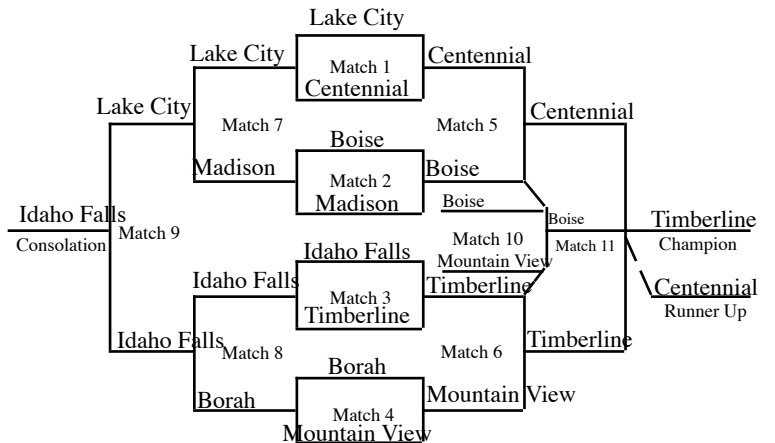 Lake City
Lake City
Match 1
Centennial
Centennial
Lake City
Match 7
Match 5
Centennial
Boise
Madison
Match 2
Boise
Madison
Boise
Idaho Falls
Consolation
Match 9
Boise
Timberline
Match 10
Match 11
Champion
Idaho Falls
Mountain View
Idaho Falls
Match 3
Timberline
Centennial
Timberline
Runner Up
Idaho Falls
Match 8
Match 6
Timberline
Borah
Borah
Match 4
Mountain View
Mountain View